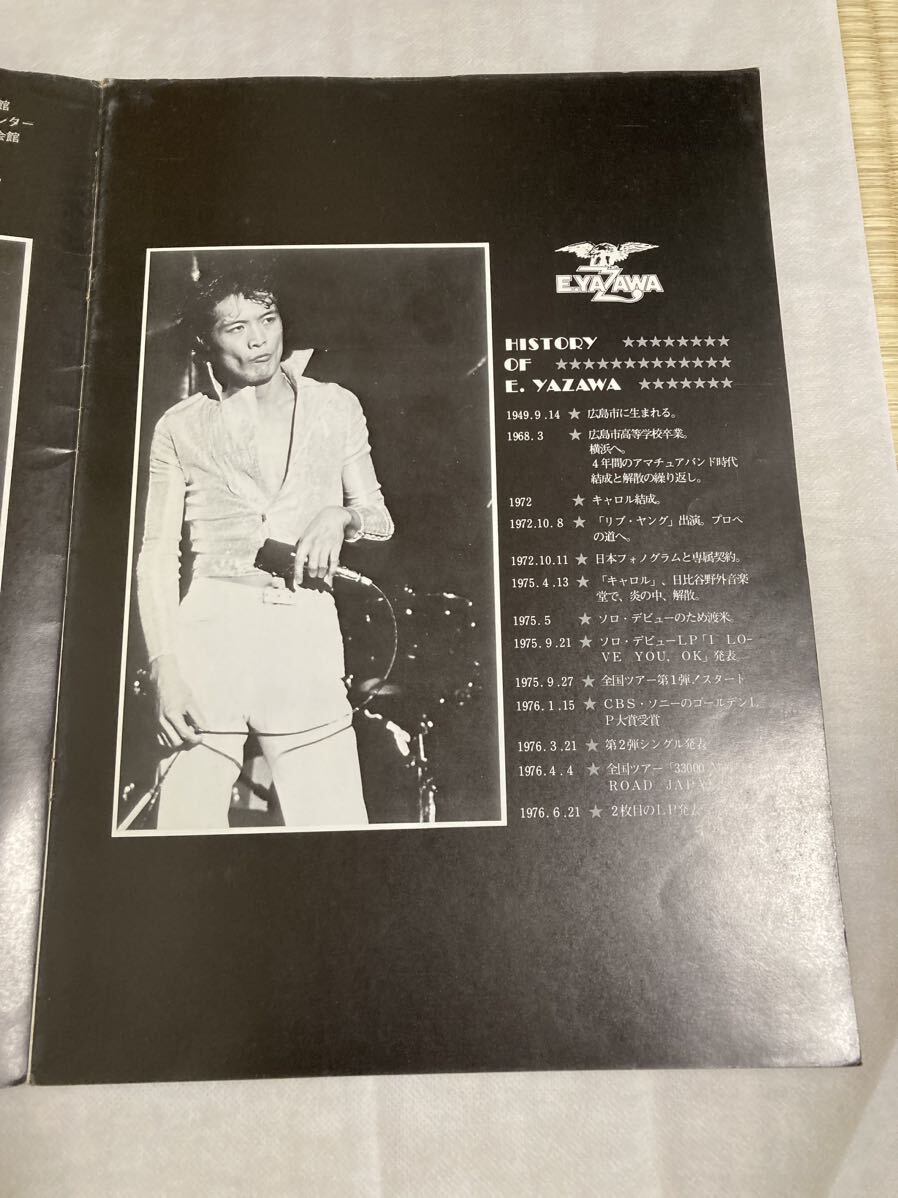 館
ンター
会館
E.YAZAWA
HISTORY ★★★★★★★★
OF ★★★★★★★★★★★★★
E. YAZAWA ★★★★★★★
1949.9.14 ★ 広島市に生まれる。
1968.3 ★ 広島市高等学校卒業。
横浜へ。
4年間のアマチュアバンド時代
結成と解散の繰り返し。
1972 ★ キャロル結成。
1972.10.8 ★ 「リブ・ヤング」出演。プロへ
の道へ。
1972.10.11 ★ 日本フォノグラムと専属契約。
1975.4.13 ★ 「キャロル」、日比谷野外音楽
堂で、炎の中、解散。
1975.5 ★ ソロ・デビューのため渡米。
1975.9.21 ★ ソロ・デビューLP「I LO-
VE YOU、OK」発表。
1975.9.27 ★ 全国ツアー第1弾!スタート
1976.1.15 ★ CBS・ソニーのゴールデンL
P大賞受賞
1976.3.21 ★ 第2弾シングル発表
1976.4.4 ★ 全国ツアー「33000
ROAD JAPA
1976.6.21 ★ 2枚目のLP発表